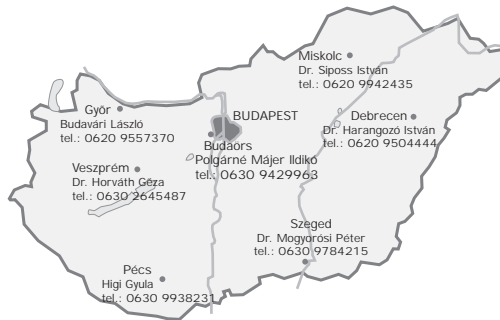 Miskolc
Dr. Siposs István
tel.: 0620 9942435
Győr
Budavári László
tel.: 0620 9557370
BUDAPEST
Debrecen
Dr. Harangozó István
tel.: 0620 9504444
Budaörs
Polgárné Májer Ildikó
tel.: 0630 9429963
Veszprém
Dr. Horváth Géza
tel.: 0630 2645487
Szeged
Dr. Mogyorósi Péter
tel.: 0630 9784215
Pécs
Higi Gyula
tel.: 0630 9938231